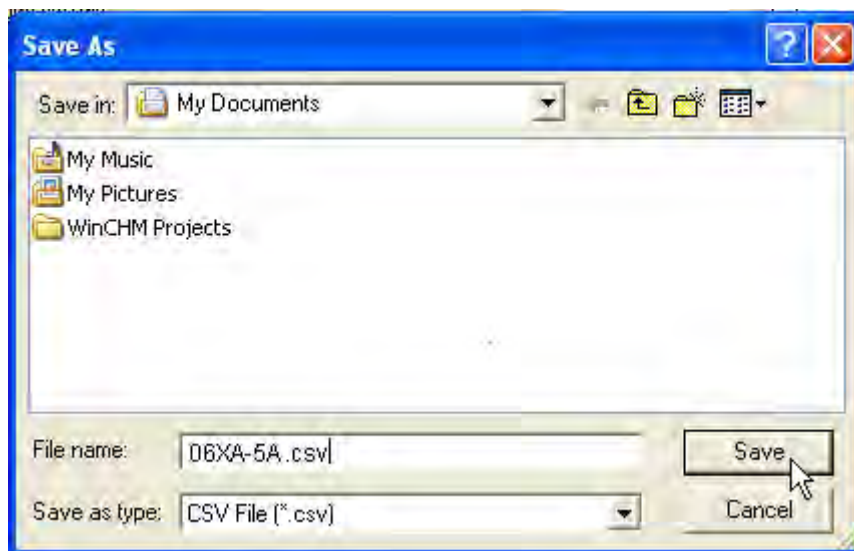 Save As
Save in: My Documents
My Music
My Pictures
WinCHM Projects
File name: 06XA-5A.csv
Save
Save as type: CSV File (*.csv)
Cancel